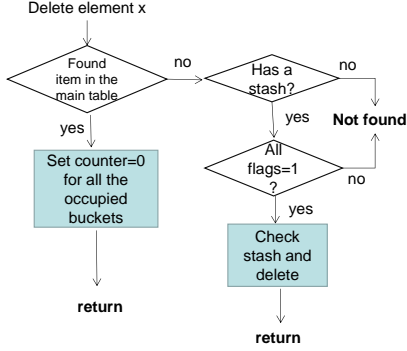 Delete element x
Found
item in the
main table
no
Has a
stash?
no
Not found
yes
yes
Set counter=0
for all the
occupied
buckets
All
flags=1
?
no
yes
Check
stash and
delete
return
return